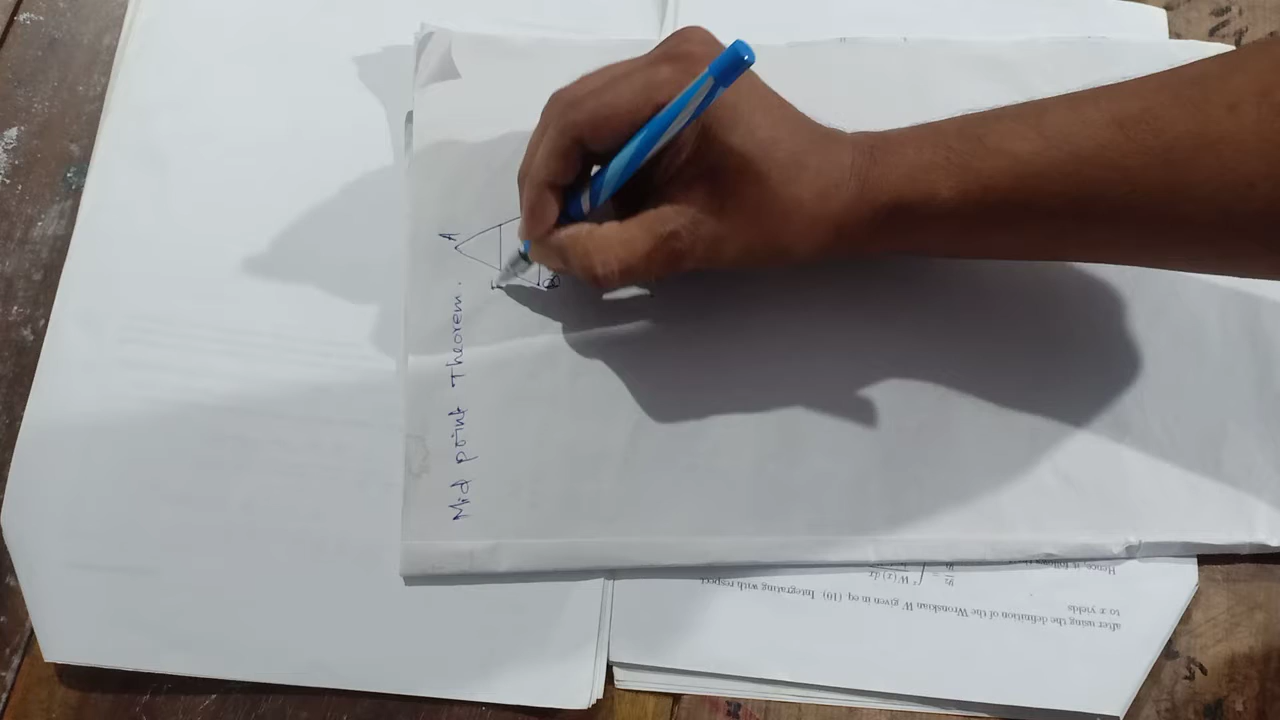 Mid point Theorem.
A
B
after using the definition of the Wronskian W given in eq (10) Integrating with respect
to x yields
Hence, it follows